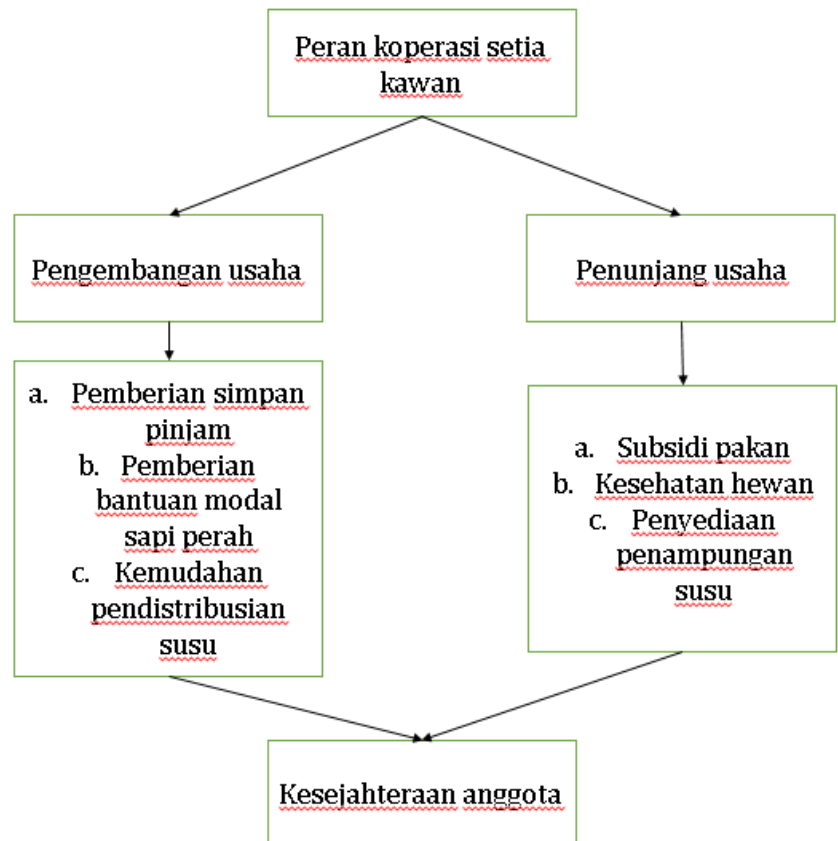 Peran koperasi setia
kawan
Pengembangan usaha
Penunjang usaha
a. Pemberian simpan
pinjam
b. Pemberian
bantuan modal
sapi perah
c. Kemudahan
pendistribusian
susu
a. Subsidi pakan
b. Kesehatan hewan
c. Penyediaan
penampungan
susu
Kesejahteraan anggota